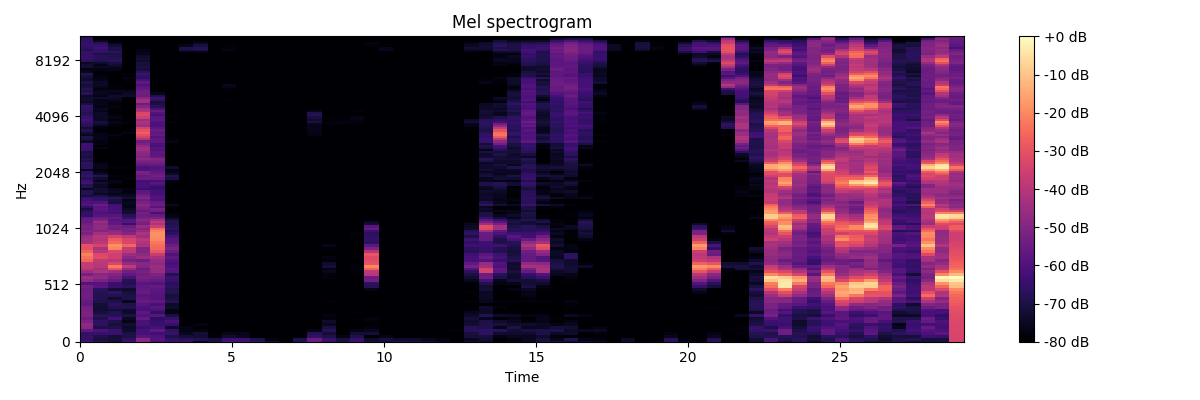 Mel spectrogram
8192
4096
2048
1024
512
0
Hz
0 5 10 15 20 25
Time
+0 dB
-10 dB
-20 dB
-30 dB
-40 dB
-50 dB
-60 dB
-70 dB
-80 dB